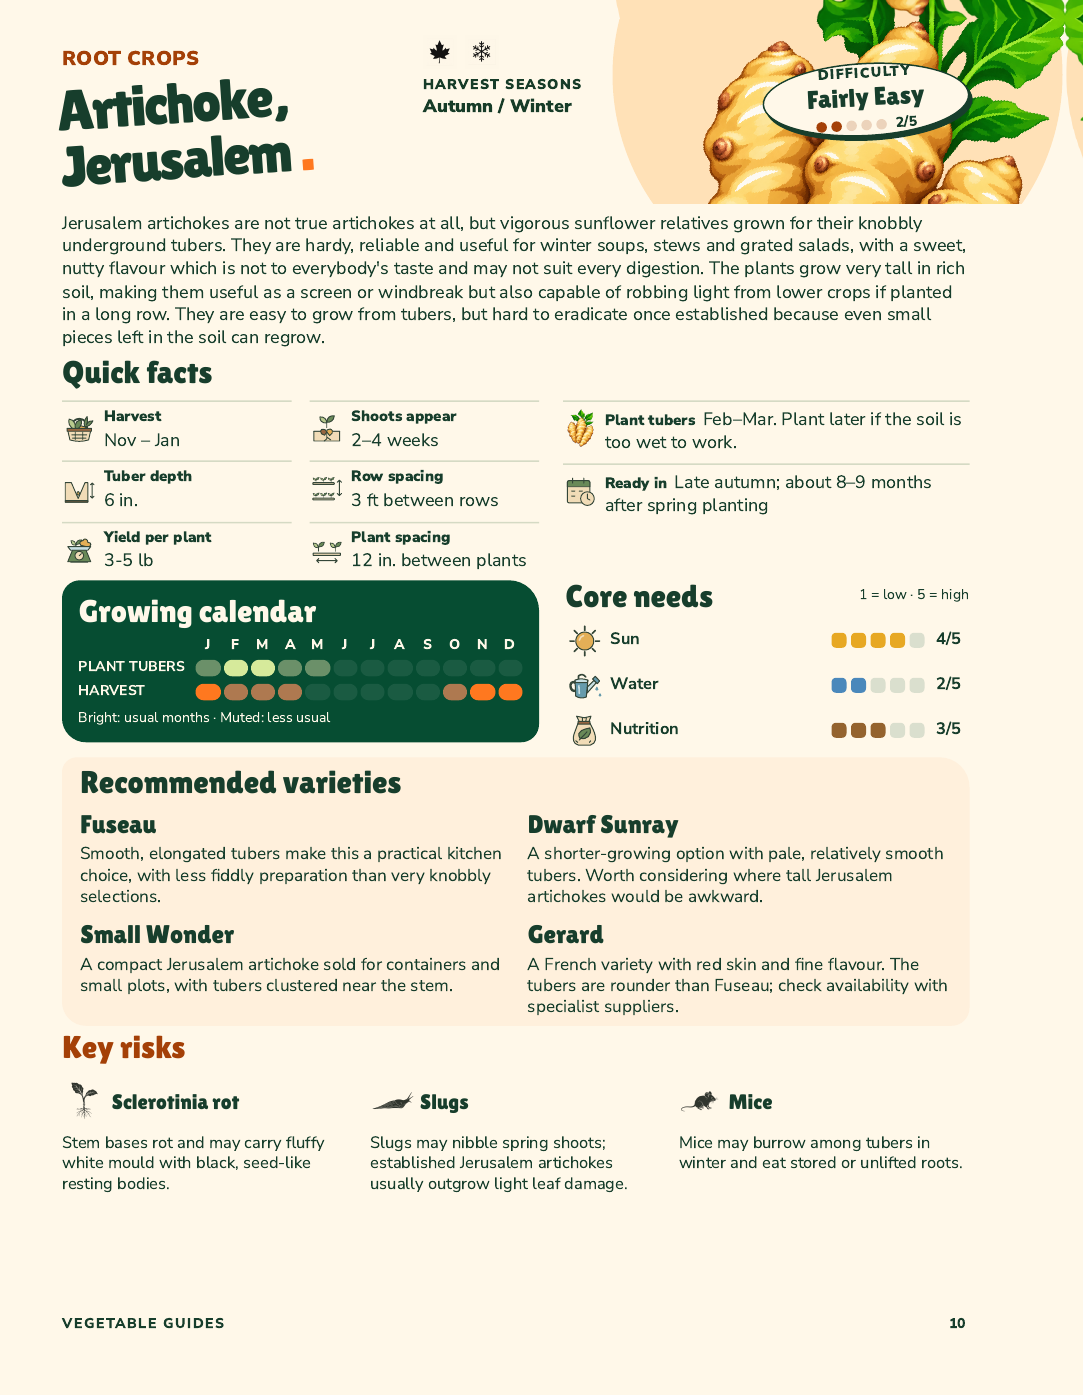 ROOT CROPS
Artichoke,
Jerusalem.
HARVEST SEASONS
Autumn / Winter
DIFFICULTY
Fairly Easy
2/5
Jerusalem artichokes are not true artichokes at all, but vigorous sunflower relatives grown for their knobbly
underground tubers. They are hardy, reliable and useful for winter soups, stews and grated salads, with a sweet,
nutty flavour which is not to everybody's taste and may not suit every digestion. The plants grow very tall in rich
soil, making them useful as a screen or windbreak but also capable of robbing light from lower crops if planted
in a long row. They are easy to grow from tubers, but hard to eradicate once established because even small
pieces left in the soil can regrow.
Quick facts
Harvest
Nov – Jan
Shoots appear
2–4 weeks
Plant tubers Feb–Mar. Plant later if the soil is
too wet to work.
Tuber depth
6 in.
Row spacing
3 ft between rows
Ready in Late autumn; about 8–9 months
after spring planting
Yield per plant
3-5 lb
Plant spacing
12 in. between plants
Growing calendar
J F M A M J J A S O N D
PLANT TUBERS
HARVEST
Bright: usual months · Muted: less usual
Core needs
1 = low · 5 = high
Sun 4/5
Water 2/5
Nutrition 3/5
Recommended varieties
Fuseau
Smooth, elongated tubers make this a practical kitchen
choice, with less fiddly preparation than very knobbly
selections.
Dwarf Sunray
A shorter-growing option with pale, relatively smooth
tubers. Worth considering where tall Jerusalem
artichokes would be awkward.
Small Wonder
A compact Jerusalem artichoke sold for containers and
small plots, with tubers clustered near the stem.
Gerard
A French variety with red skin and fine flavour. The
tubers are rounder than Fuseau; check availability with
specialist suppliers.
Key risks
Sclerotinia rot
Stem bases rot and may carry fluffy
white mould with black, seed-like
resting bodies.
Slugs
Slugs may nibble spring shoots;
established Jerusalem artichokes
usually outgrow light leaf damage.
Mice
Mice may burrow among tubers in
winter and eat stored or unlifted roots.
VEGETABLE GUIDES
10